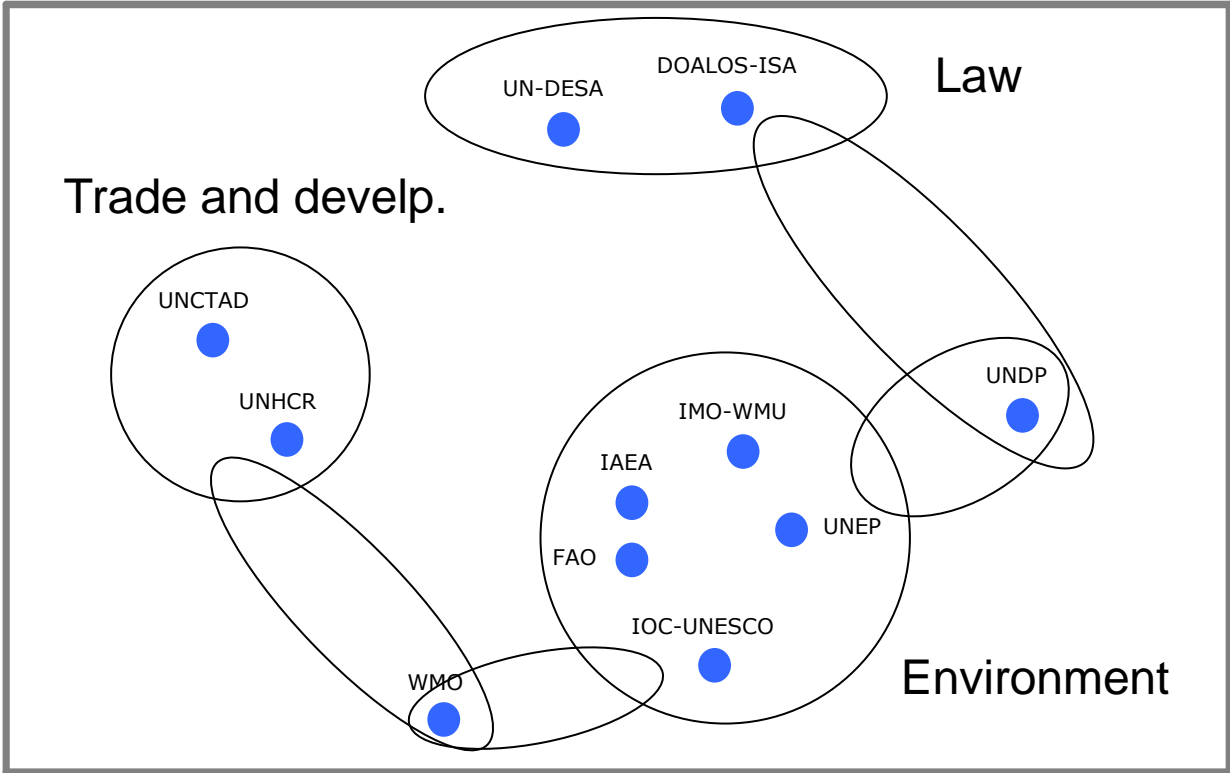 DOALOS-ISA
Law
UN-DESA
Trade and develp.
UNCTAD
UNDP
UNHCR
IMO-WMU
IAEA
UNEP
FAO
IOC-UNESCO
Environment
WMO